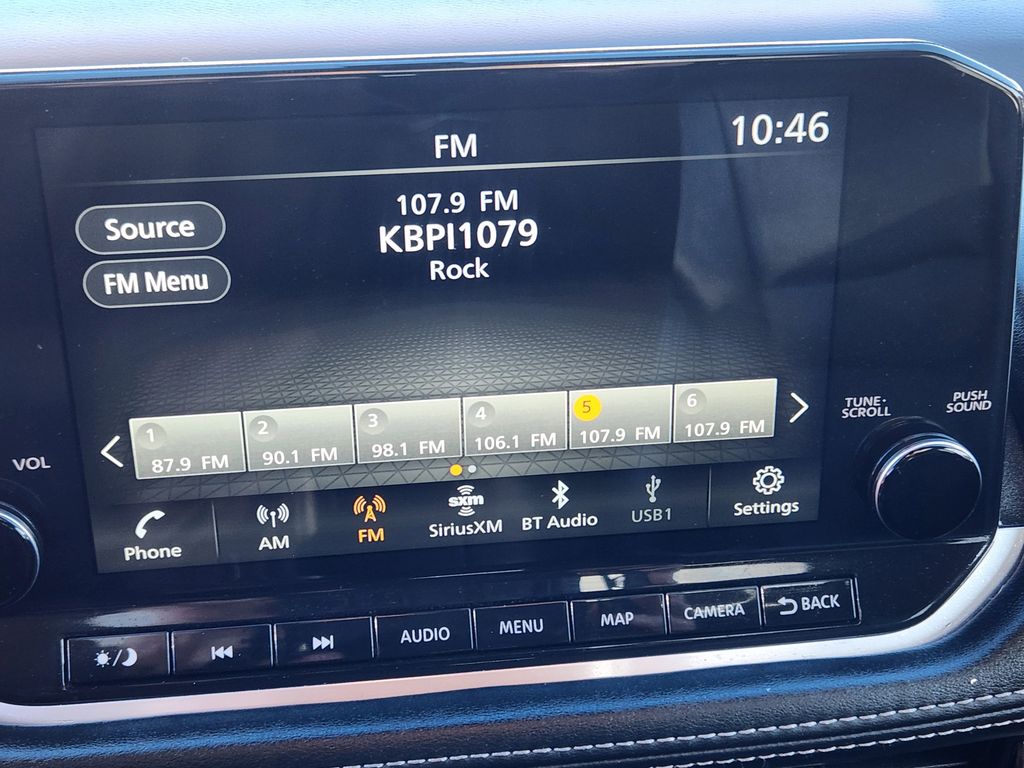 FM
10:46
107.9 FM
KBPI1079
Rock
Source
FM Menu
1
87.9 FM
2
90.1 FM
3
98.1 FM
4
106.1 FM
5
107.9 FM
6
107.9 FM
VOL
TUNE·
SCROLL
PUSH
SOUND
Phone
AM
FM
sxm
SiriusXM
BT Audio
USB1
Settings
AUDIO
MENU
MAP
CAMERA
BACK